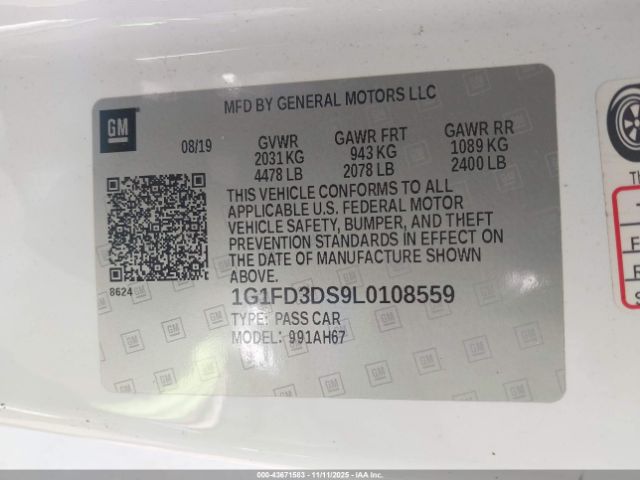 MFD BY GENERAL MOTORS LLC
GM
08/19 GVWR GAWR FRT GAWR RR
2031 KG 943 KG 1089 KG
4478 LB 2078 LB 2400 LB
THIS VEHICLE CONFORMS TO ALL
APPLICABLE U.S. FEDERAL MOTOR
VEHICLE SAFETY, BUMPER, AND THEFT
PREVENTION STANDARDS IN EFFECT ON
THE DATE OF MANUFACTURE SHOWN
ABOVE.
8624
1G1FD3DS9L0108559
TYPE: PASS CAR
MODEL: 991AH67
000-43671583 - 11/11/2025 - IAAI.COM